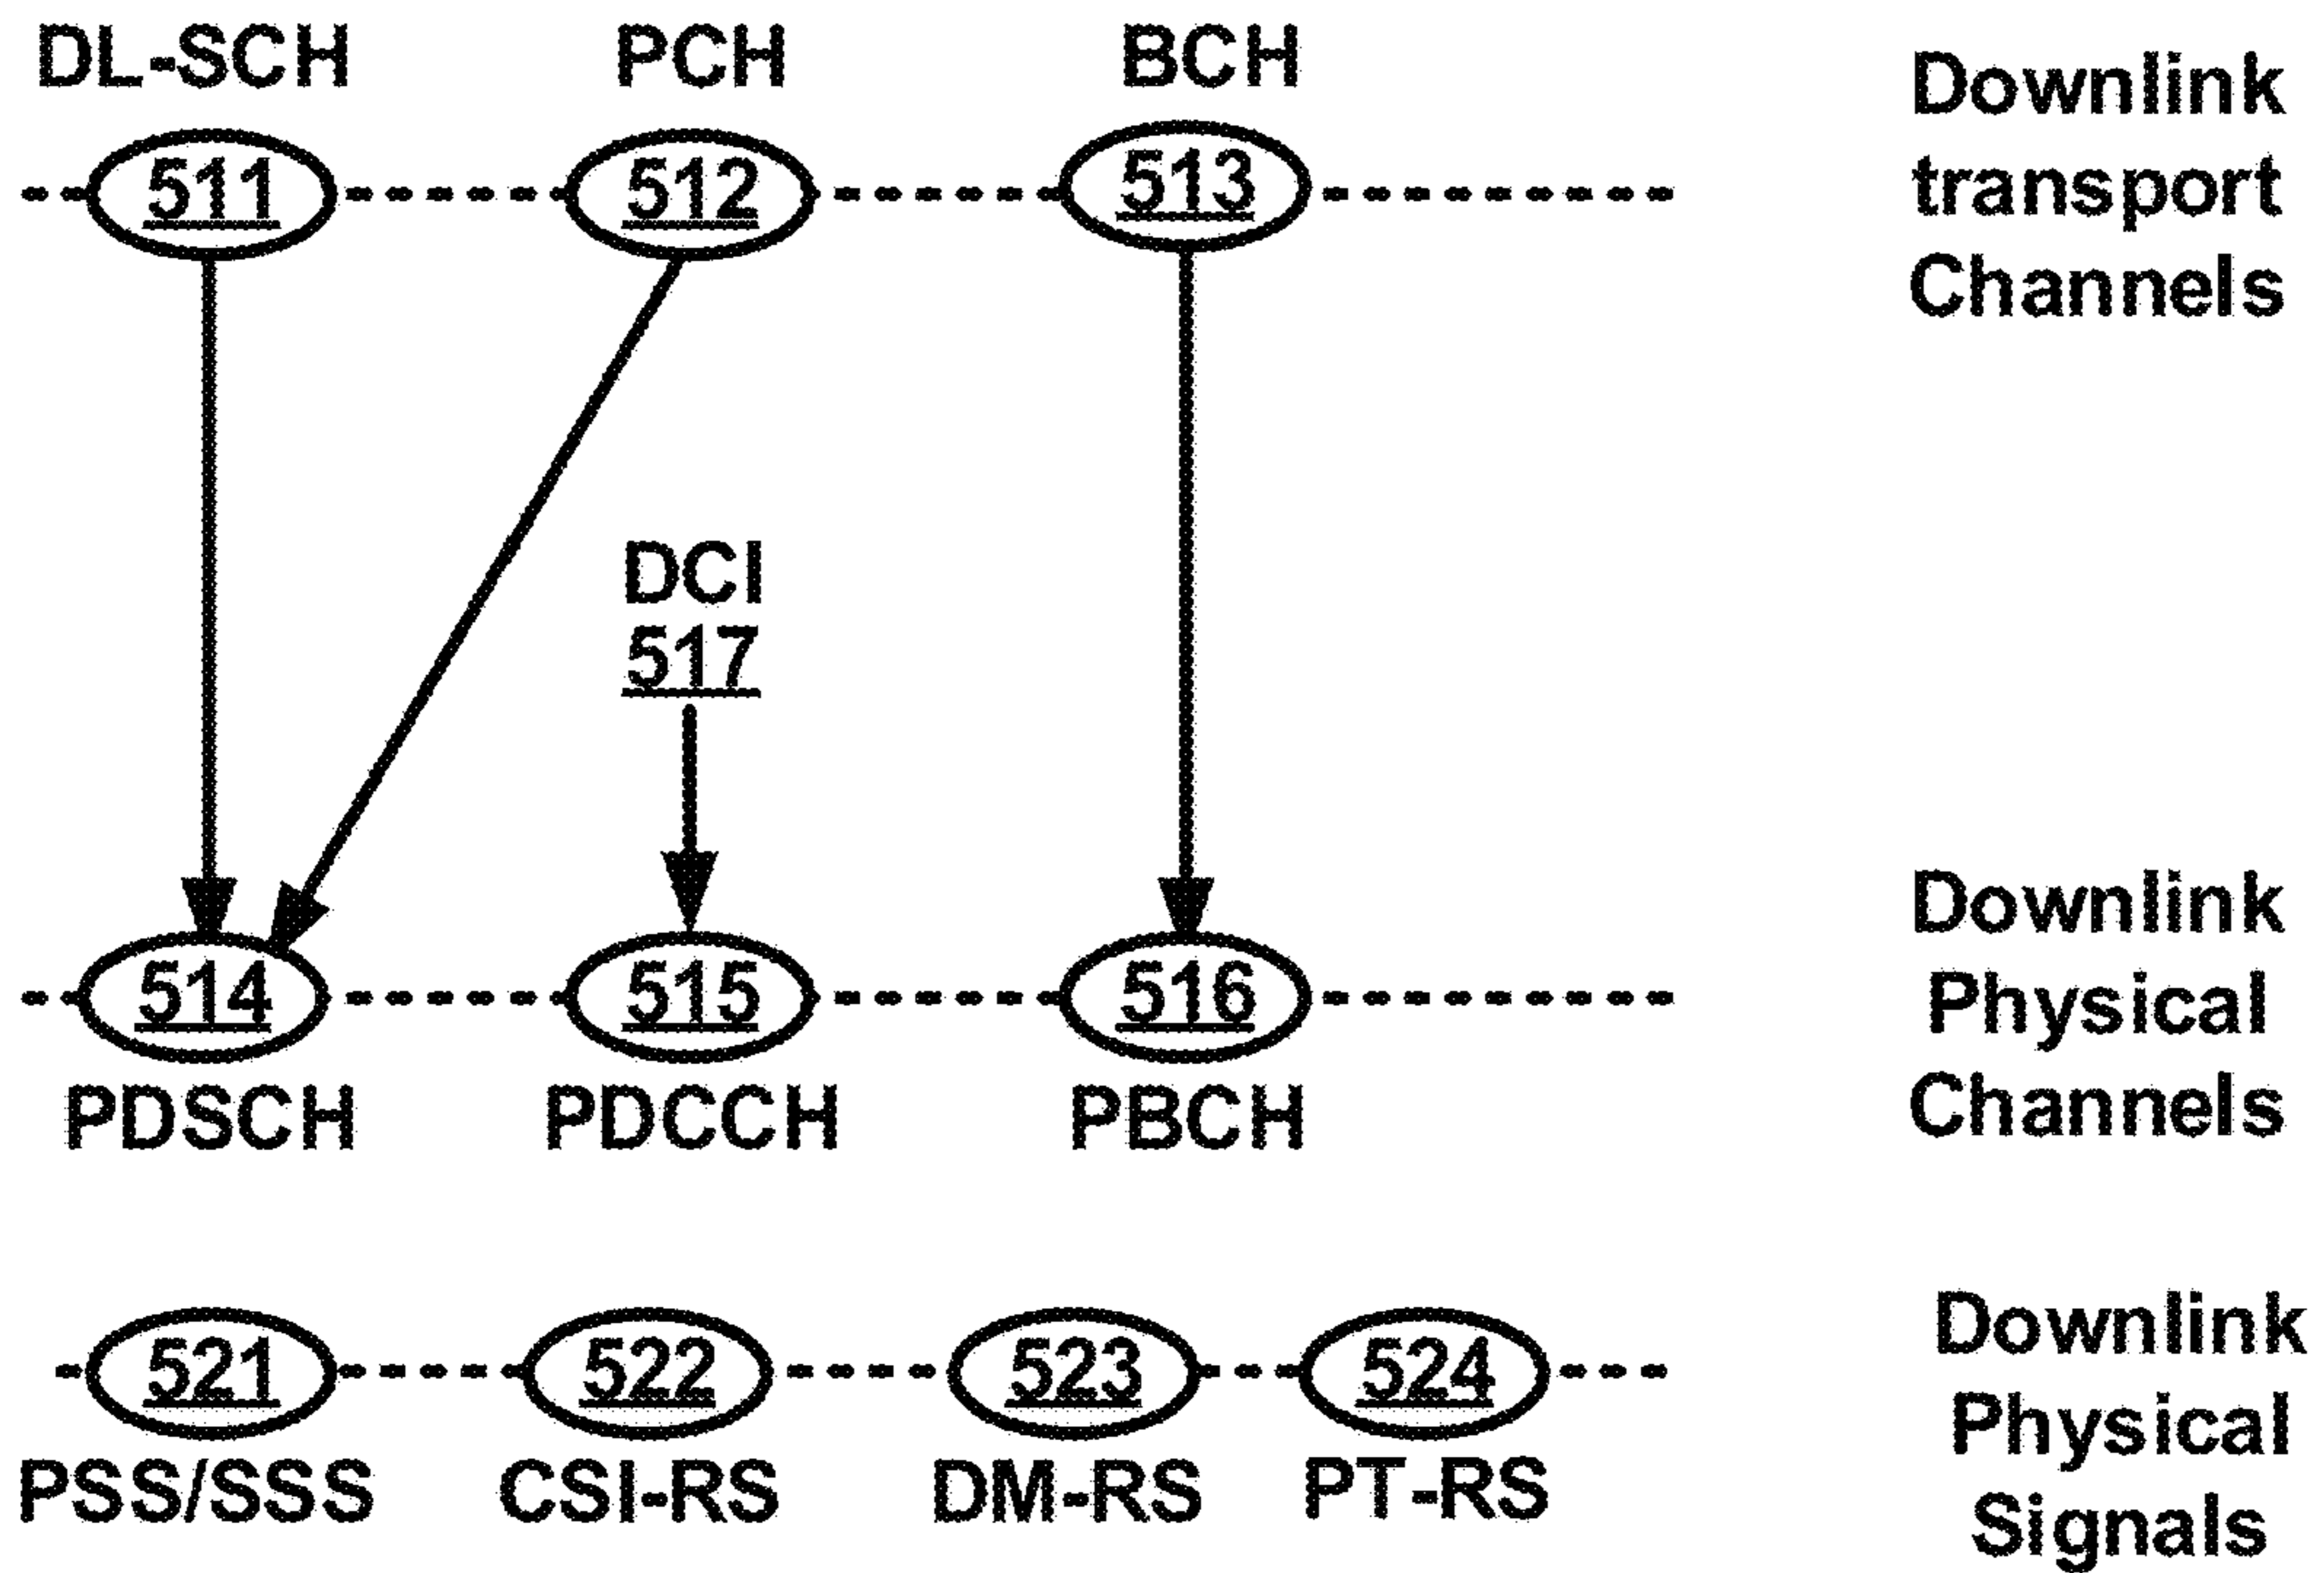 DL-SCH PCH BCH
Downlink
transport
Channels
511 512 513
DCI
517
Downlink
Physical
Channels
514 515 516
PDSCH PDCCH PBCH
Downlink
Physical
Signals
521 522 523 524
PSS/SSS CSI-RS DM-RS PT-RS